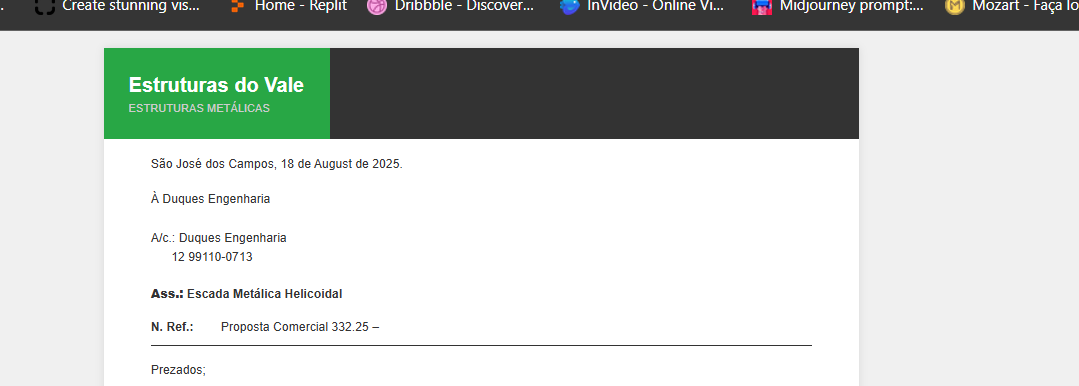 Create stunning vis...
Home - Replit
Dribbble - Discover...
InVideo - Online Vi...
Midjourney prompt:...
Mozart - Faça
Estruturas do Vale
ESTRUTURAS METÁLICAS
São José dos Campos, 18 de August de 2025.
À Duques Engenharia
A/c.: Duques Engenharia
12 99110-0713
Ass.: Escada Metálica Helicoidal
N. Ref.: Proposta Comercial 332.25 –
Prezados;